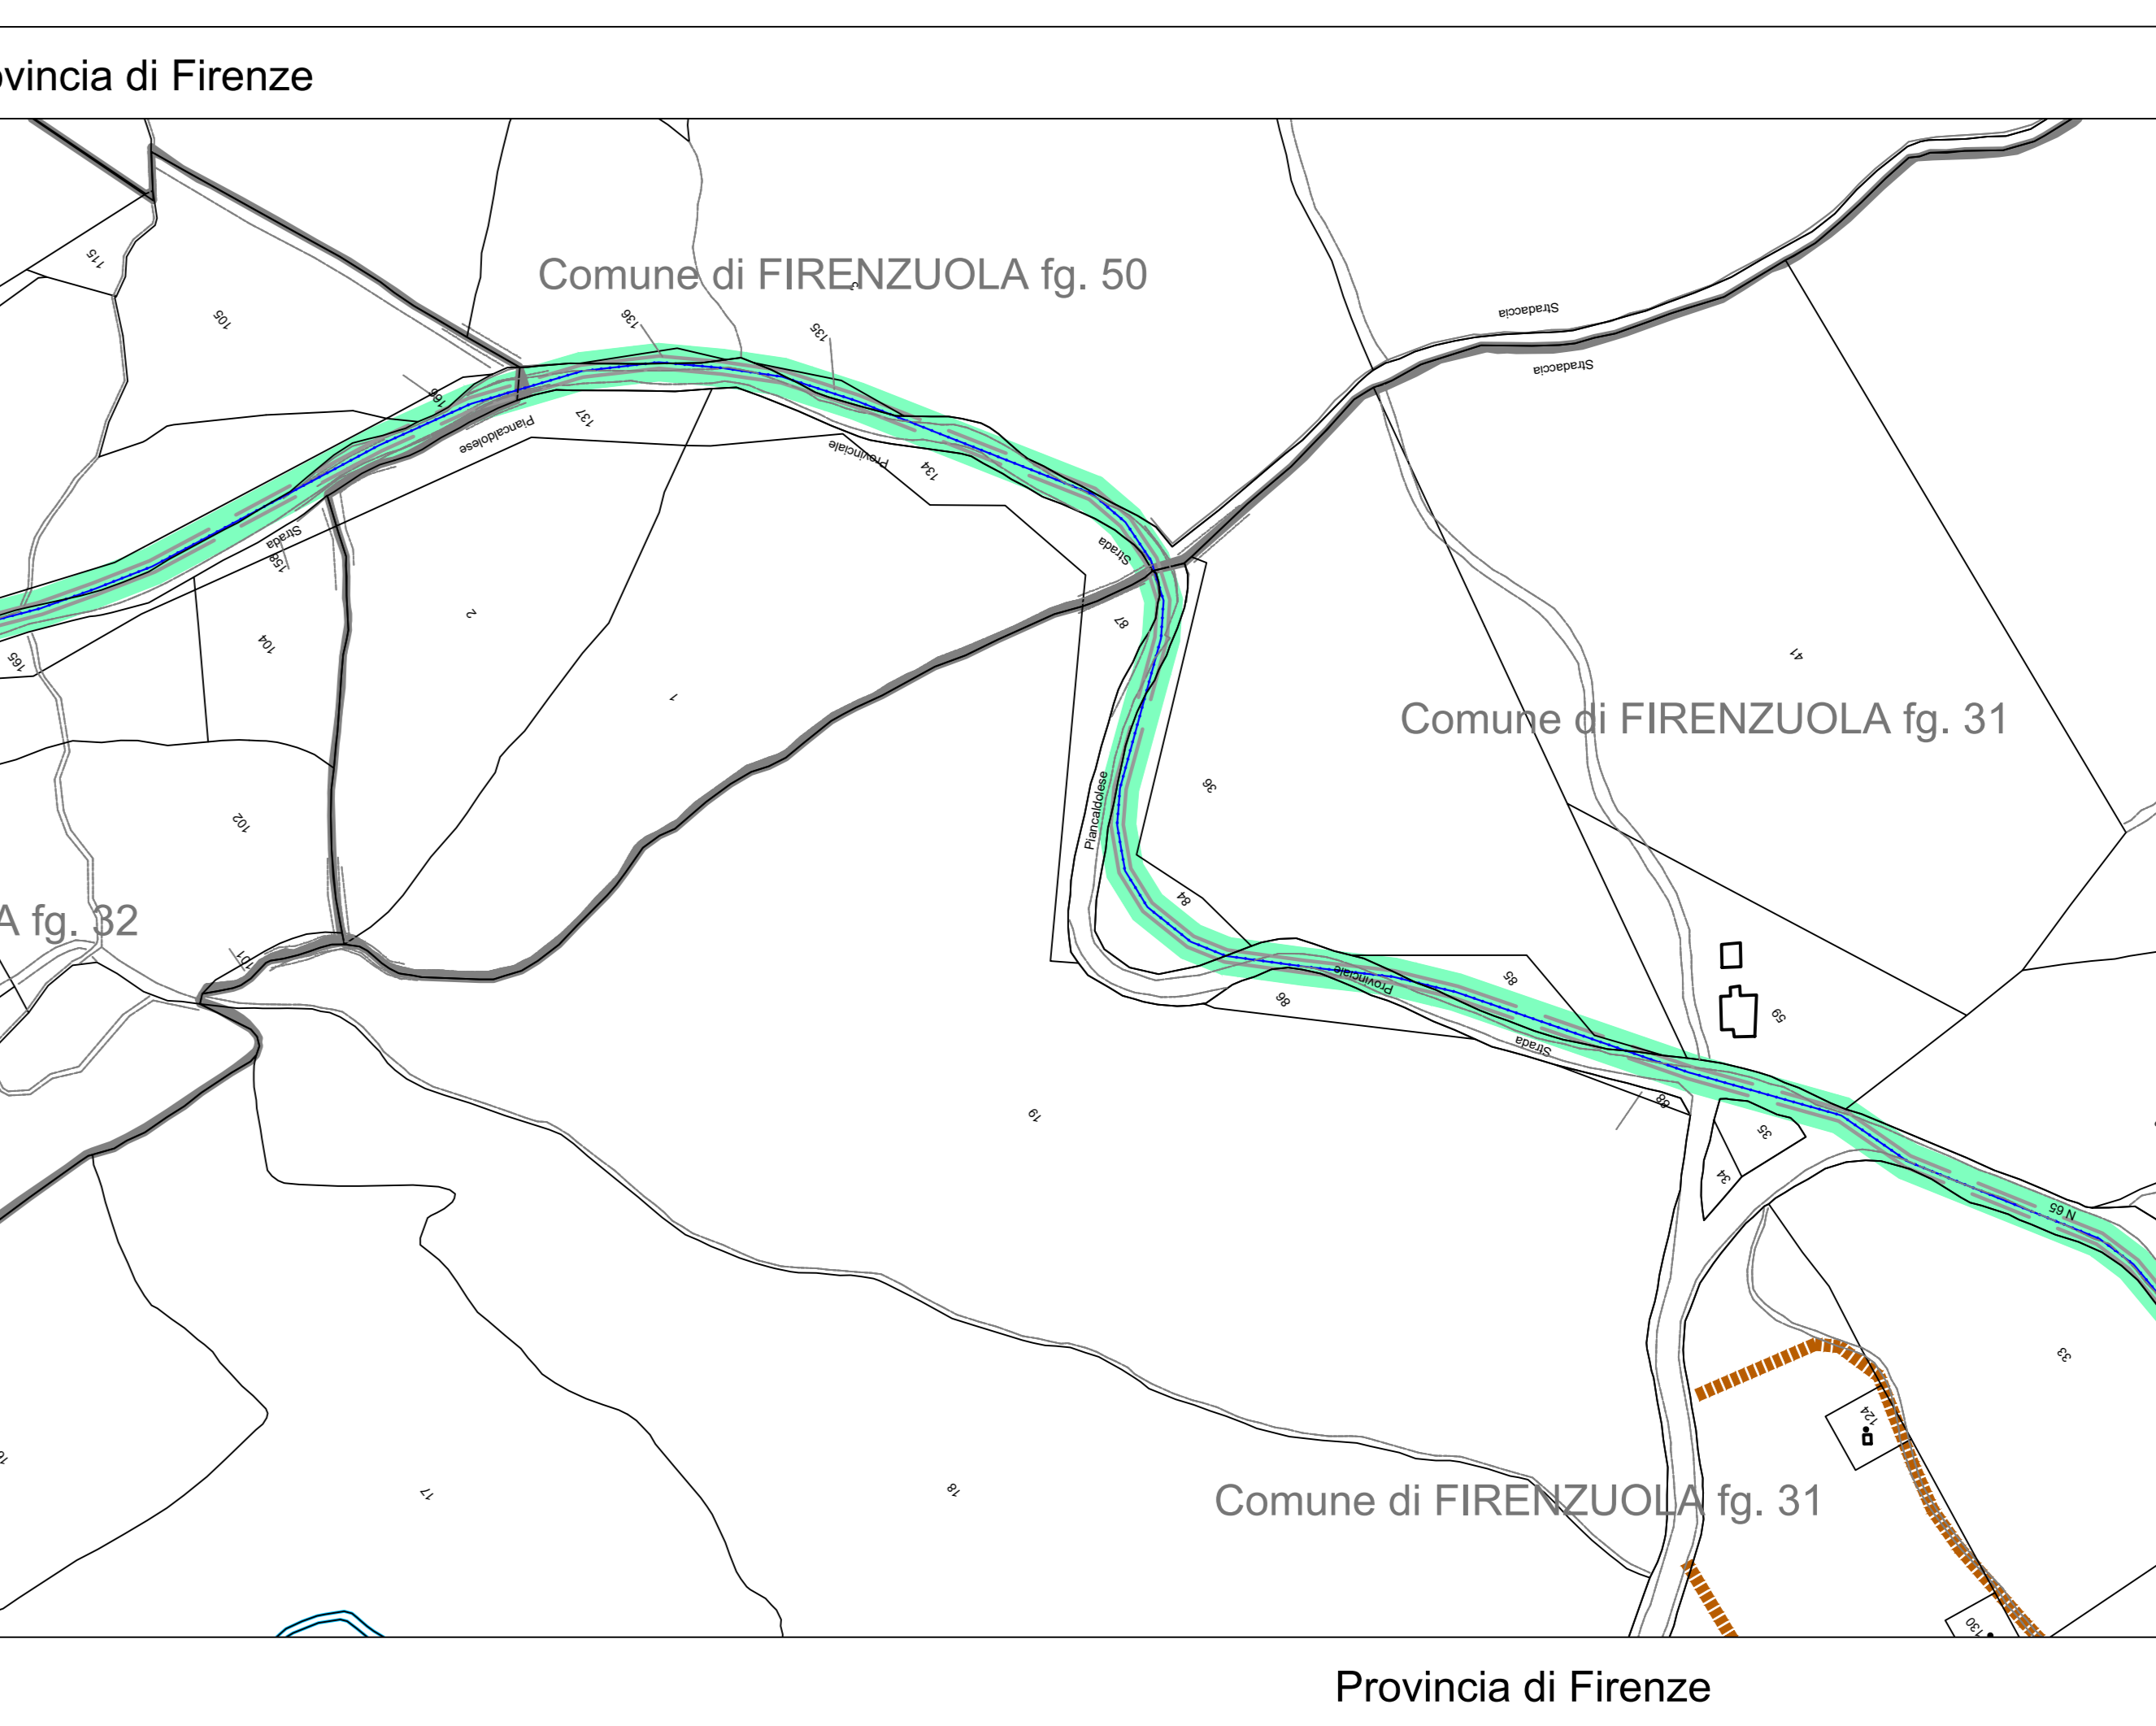 ovincia di Firenze
115
105
Comune di FIRENZUOLA fg. 50
136
135
Stradaccia
Stradaccia
166
Piancaldolese
137
Provinciale
134
Strada
158
Strada
2
104
87
165
41
1
Comune di FIRENZUOLA fg. 31
36
Piancaldolese
102
84
A fg. 32
101
Provinciale
85
86
59
Strada
88
19
35
34
N 65
33
124
17
18
Comune di FIRENZUOLA fg. 31
130
Provincia di Firenze